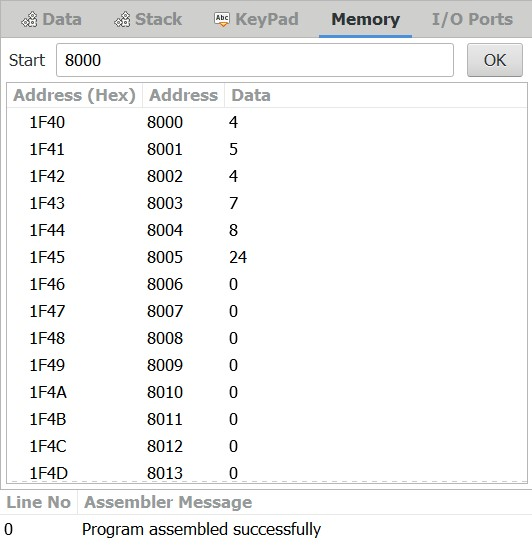 Data Stack Abc KeyPad Memory I/O Ports
Start 8000 OK
Address (Hex) Address Data
1F40 8000 4
1F41 8001 5
1F42 8002 4
1F43 8003 7
1F44 8004 8
1F45 8005 24
1F46 8006 0
1F47 8007 0
1F48 8008 0
1F49 8009 0
1F4A 8010 0
1F4B 8011 0
1F4C 8012 0
1F4D 8013 0
Line No Assembler Message
0 Program assembled successfully